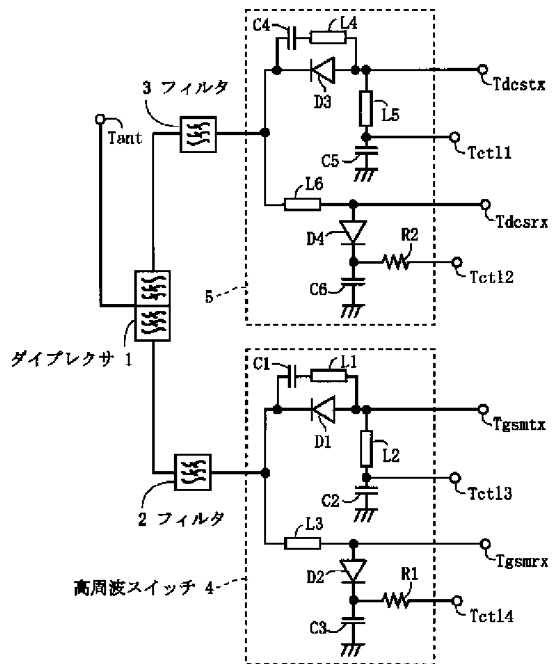 C4
L4
3 フィルタ
D3
Tdcstx
Tant
L5
C5
Tctl1
L6
Tdcsrx
D4
R2
5
C6
Tctl2
ダイプレクサ 1
C1
L1
D1
Tgsmtx
L2
C2
Tctl3
2 フィルタ
L3
Tgsmrx
D2
R1
高周波スイッチ 4
C3
Tctl4